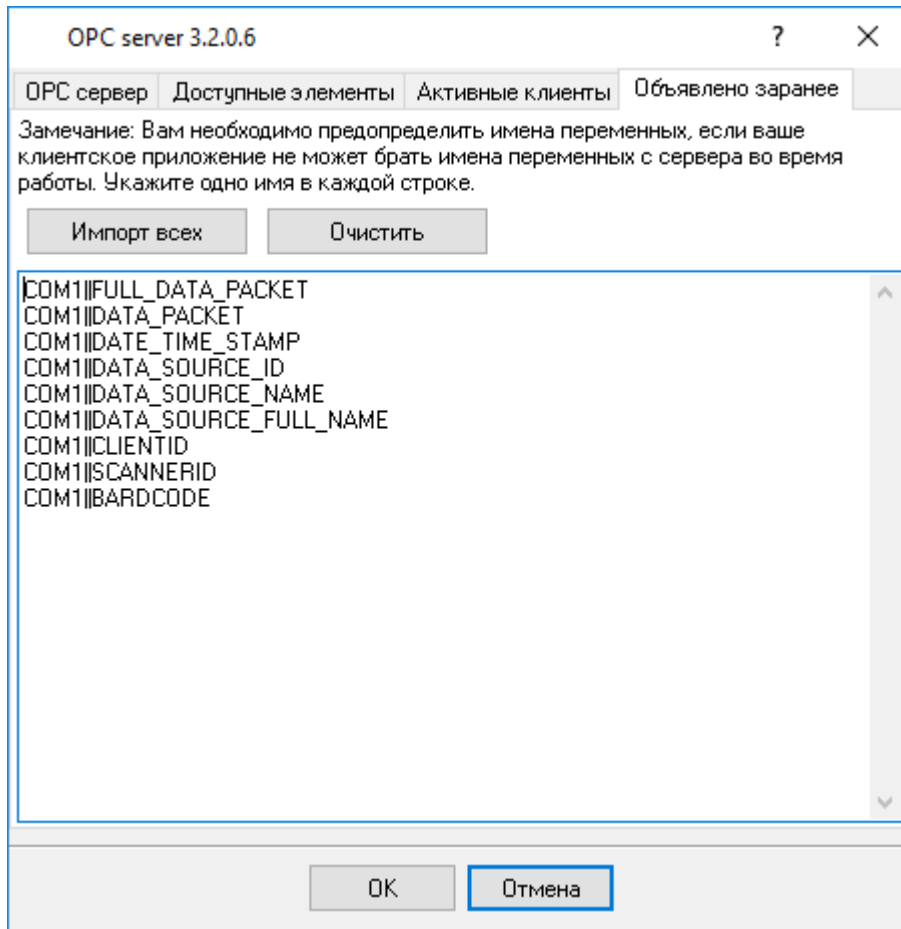 OPC server 3.2.0.6
?
OPC сервер Доступные элементы Активные клиенты Объявлено заранее
Замечание: Вам необходимо предопределить имена переменных, если ваше
клиентское приложение не может брать имена переменных с сервера во время
работы. Укажите одно имя в каждой строке.
Импорт всех Очистить
COM1||FULL_DATA_PACKET
COM1||DATA_PACKET
COM1||DATE_TIME_STAMP
COM1||DATA_SOURCE_ID
COM1||DATA_SOURCE_NAME
COM1||DATA_SOURCE_FULL_NAME
COM1||CLIENTID
COM1||SCANNERID
COM1||BARDCODE
OK Отмена